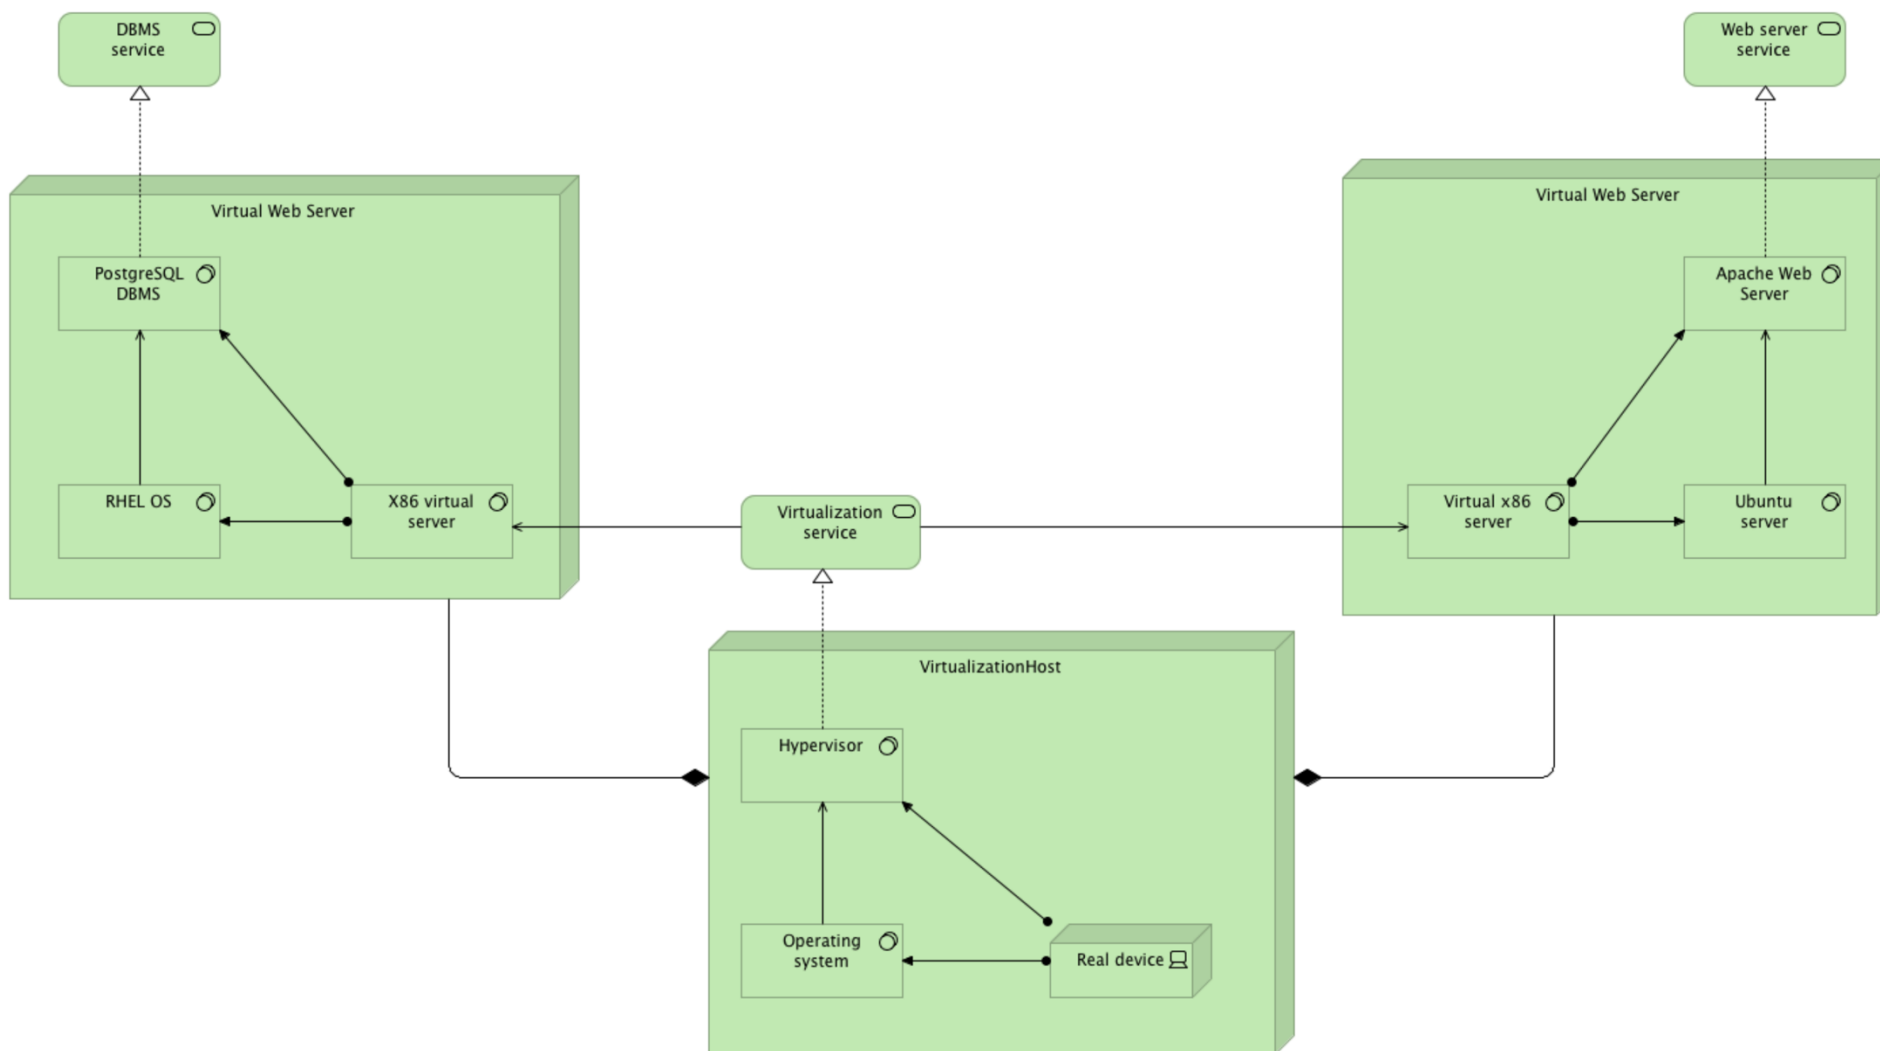 DBMS
service
Web server
service
Virtual Web Server
Virtual Web Server
PostgreSQL
DBMS
Apache Web
Server
RHEL OS
X86 virtual
server
Virtualization
service
Virtual x86
server
Ubuntu
server
VirtualizationHost
Hypervisor
Operating
system
Real device